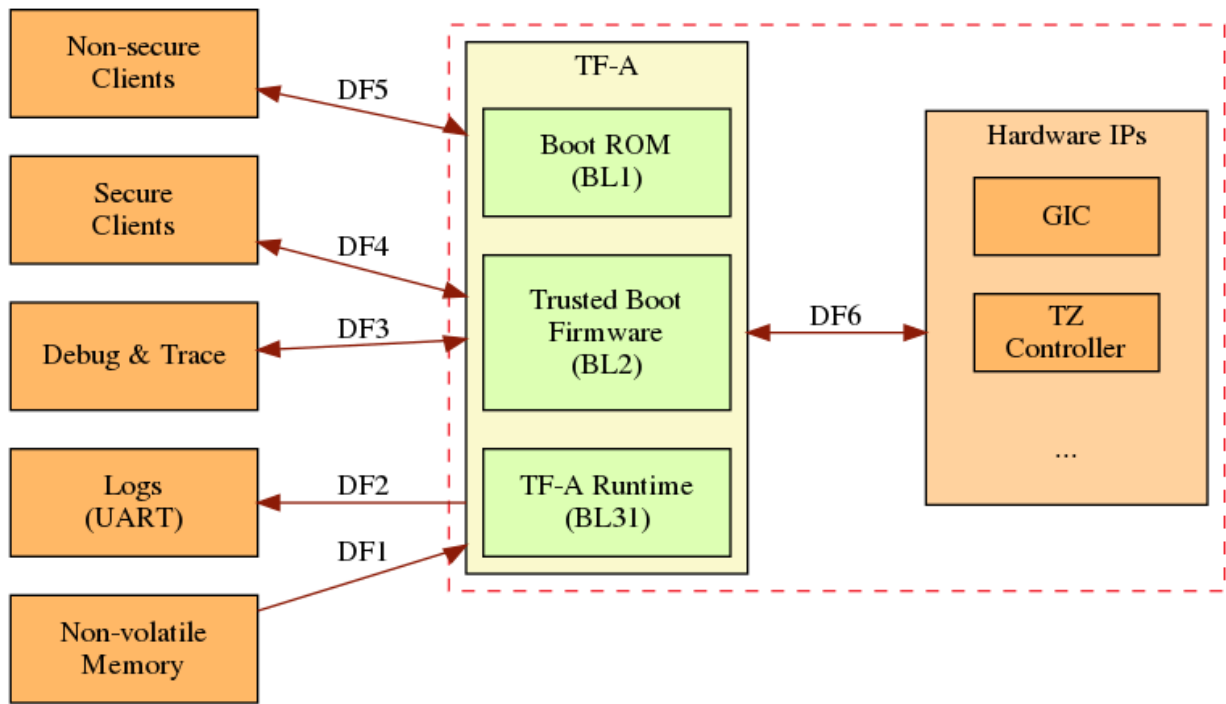 Non-secure
Clients
DF5
Secure
Clients
DF4
Debug & Trace
DF3
Logs
(UART)
DF2
DF1
Non-volatile
Memory
TF-A
Boot ROM
(BL1)
Trusted Boot
Firmware
(BL2)
TF-A Runtime
(BL31)
DF6
Hardware IPs
GIC
TZ
Controller
...